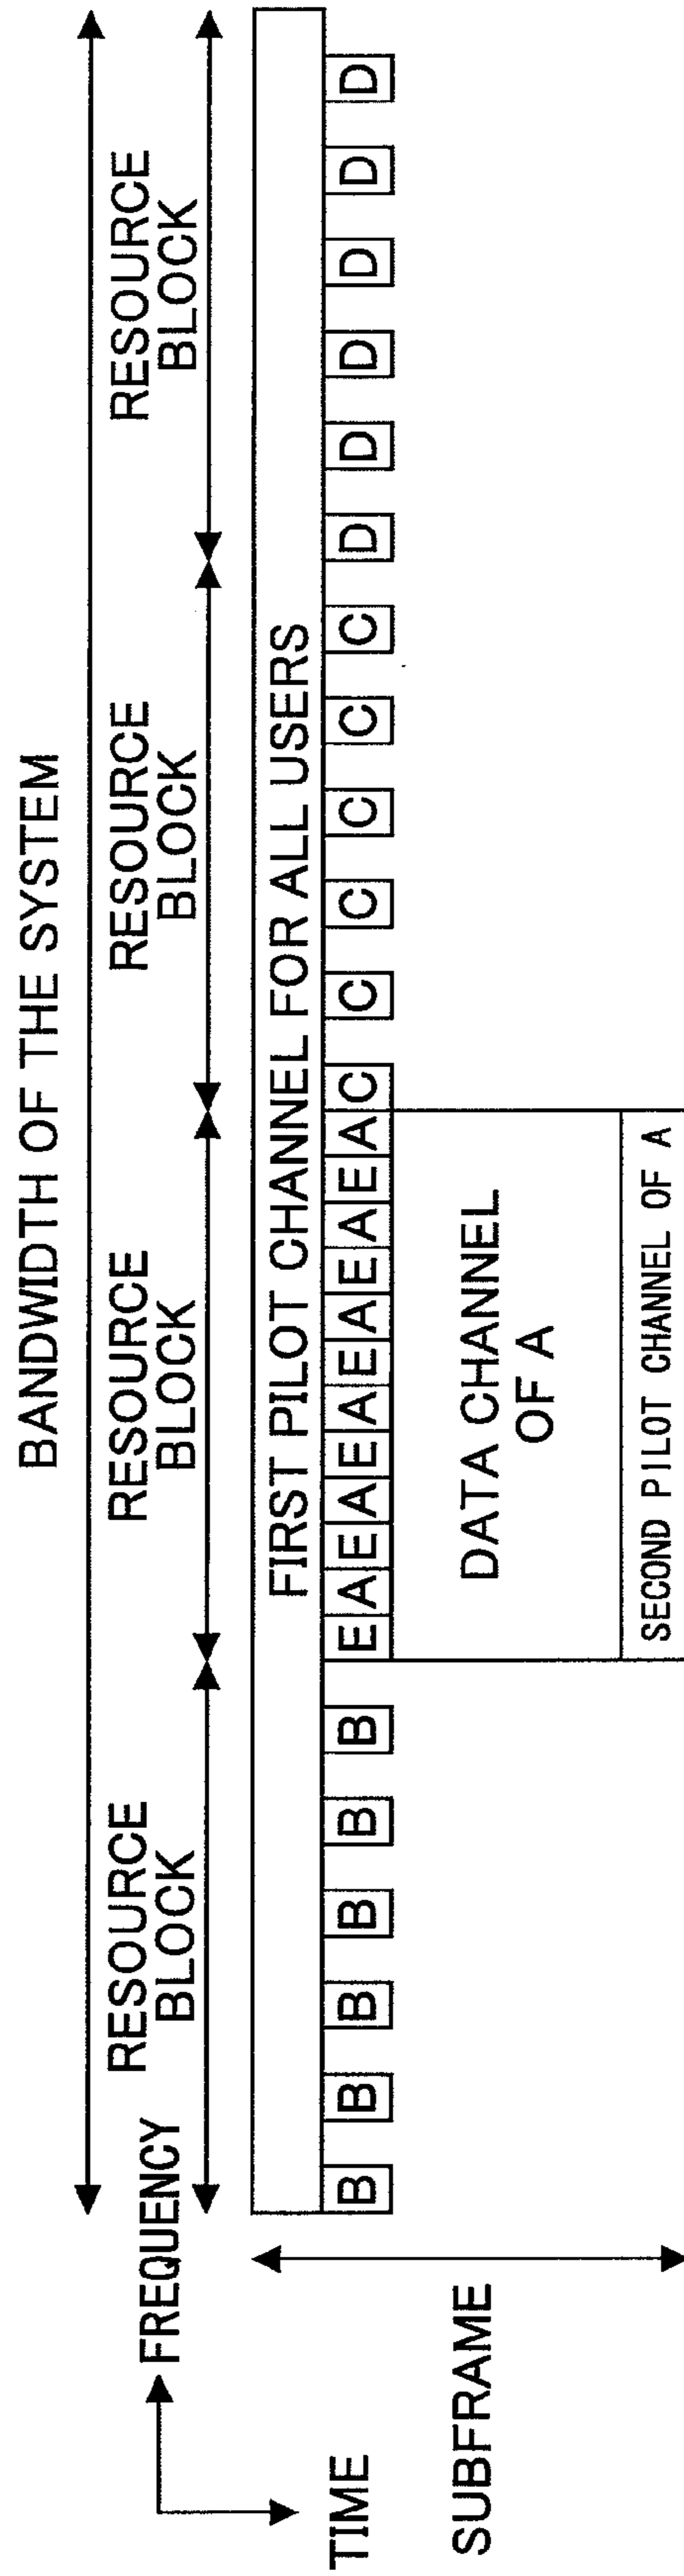 BANDWIDTH OF THE SYSTEM
FREQUENCY
RESOURCE
BLOCK
RESOURCE
BLOCK
RESOURCE
BLOCK
RESOURCE
BLOCK
TIME
FIRST PILOT CHANNEL FOR ALL USERS
B B B B B B E A E A E A E A E A E A C C C C C C D D D D D D
SUBFRAME
DATA CHANNEL
OF A
SECOND PILOT CHANNEL OF A